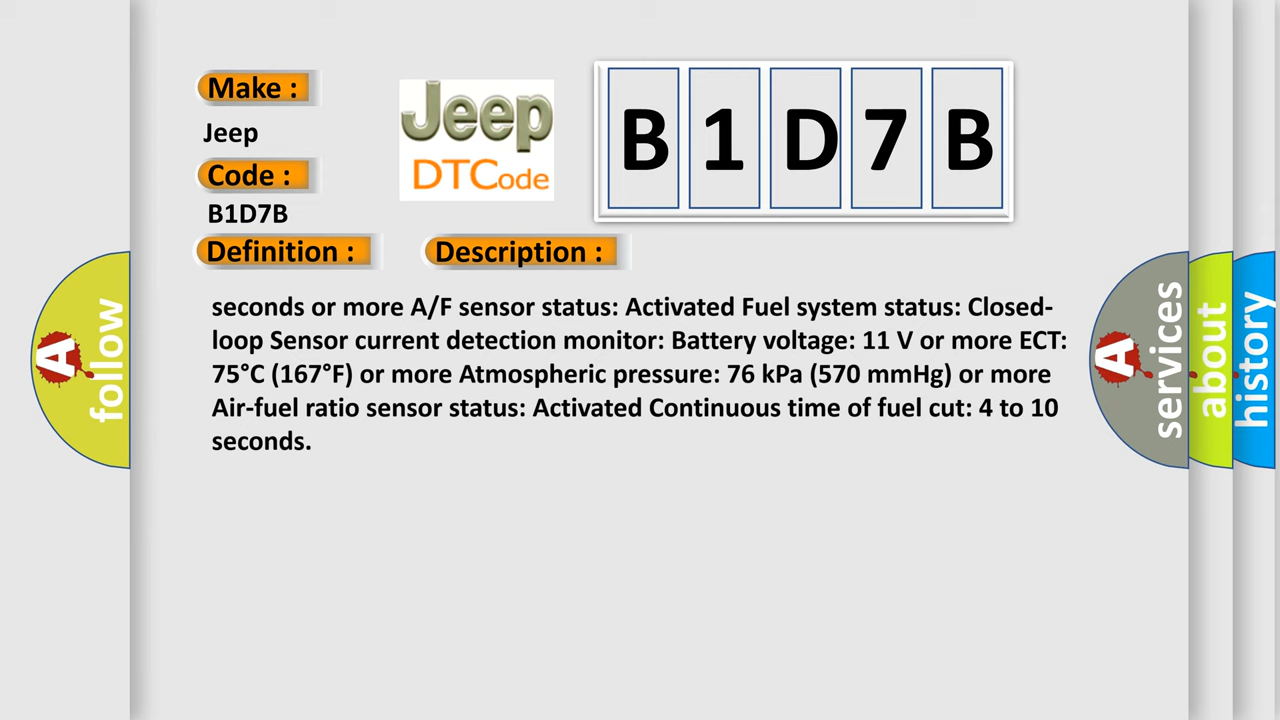 Make :
Jeep
Code :
B1D7B
Definition :
Description :
Jeep
DTCode
B 1 D 7 B
seconds or more A/F sensor status: Activated Fuel system status: Closed-
loop Sensor current detection monitor: Battery voltage: 11 V or more ECT:
75°C (167°F) or more Atmospheric pressure: 76 kPa (570 mmHg) or more
Air-fuel ratio sensor status: Activated Continuous time of fuel cut: 4 to 10
seconds.
A
follow
A
services
about
history